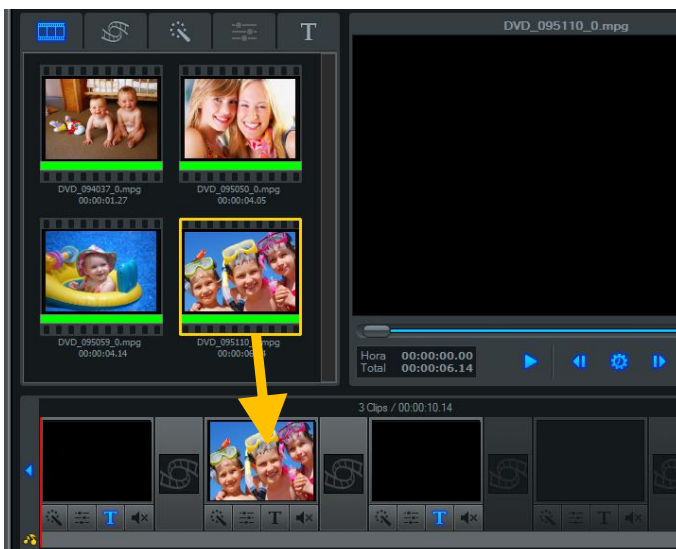 T
DVD_095110_0.mpg
DVD_094037_0.mpg
00:00:01.27
DVD_095050_0.mpg
00:00:04.05
DVD_095059_0.mpg
00:00:04.14
Hora 00:00:00.00
Total 00:00:06.14
3 Clips / 00:00:10.14
T
T
T
T